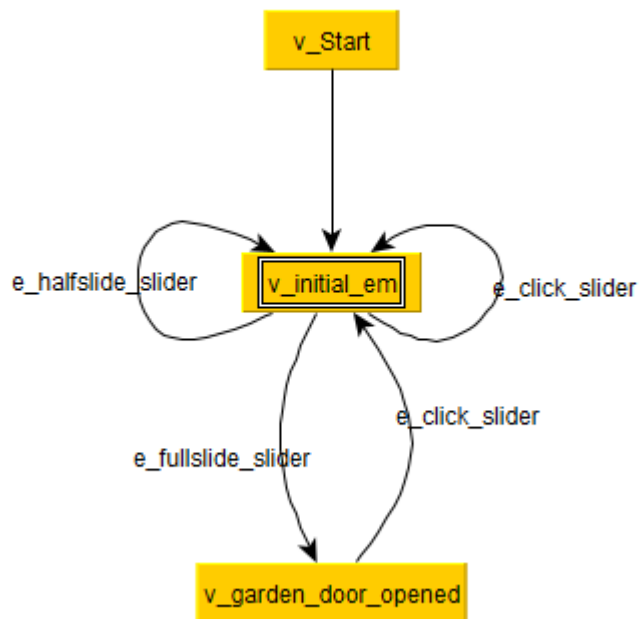 v_Start
e_halfslide_slider
v_initial_em
e_click_slider
e_click_slider
e_fullslide_slider
v_garden_door_opened